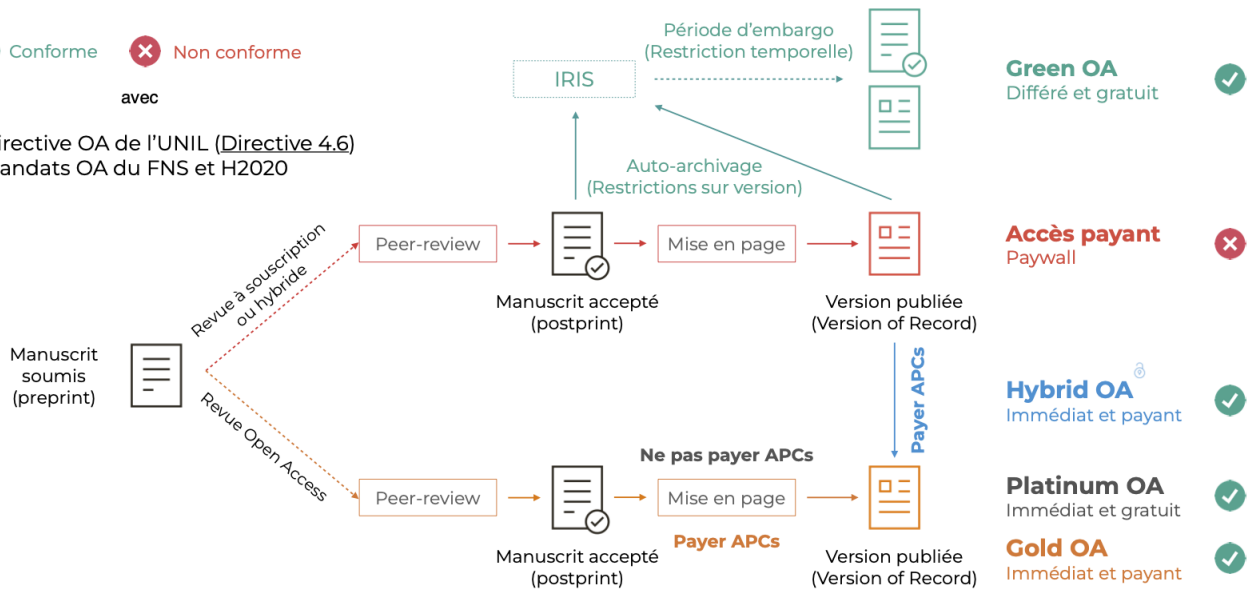 Conforme
Non conforme
avec
irective OA de l'UNIL (Directive 4.6)
andats OA du FNS et H2020
Période d'embargo
(Restriction temporelle)
IRIS
Green OA
Différé et gratuit
Auto-archivage
(Restrictions sur version)
Revue à souscription
ou hybride
Peer-review
Mise en page
Manuscrit accepté
(postprint)
Version publiée
(Version of Record)
Accès payant
Paywall
Manuscrit
soumis
(preprint)
Payer APCs
Hybrid OA
Immédiat et payant
Revue Open Access
Peer-review
Ne pas payer APCs
Mise en page
Payer APCs
Manuscrit accepté
(postprint)
Version publiée
(Version of Record)
Platinum OA
Immédiat et gratuit
Gold OA
Immédiat et payant